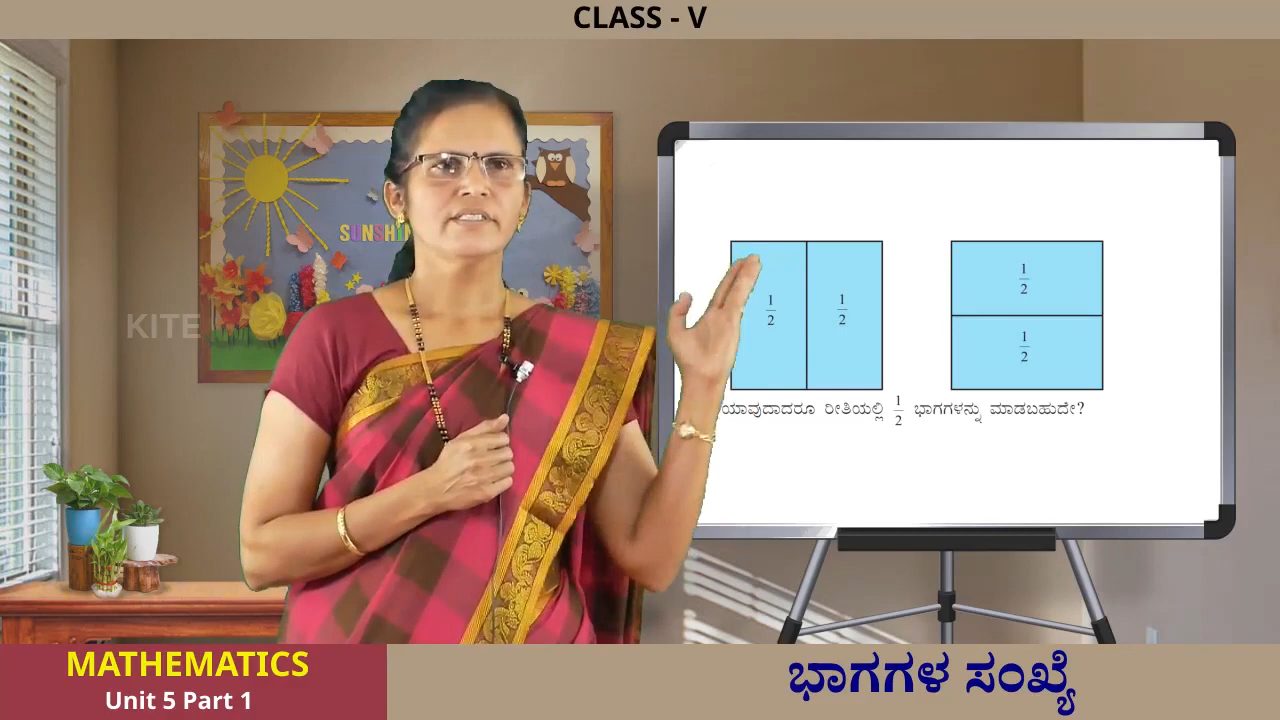 CLASS - V
SUNSHIN
KITE
1/2 1/2
1/2
1/2
ಯಾವುದಾದರೂ ರೀತಿಯಲ್ಲಿ 1/2 ಭಾಗಗಳನ್ನು ಮಾಡಬಹುದೇ?
MATHEMATICS
Unit 5 Part 1
ಭಾಗಗಳ ಸಂಖ್ಯೆ